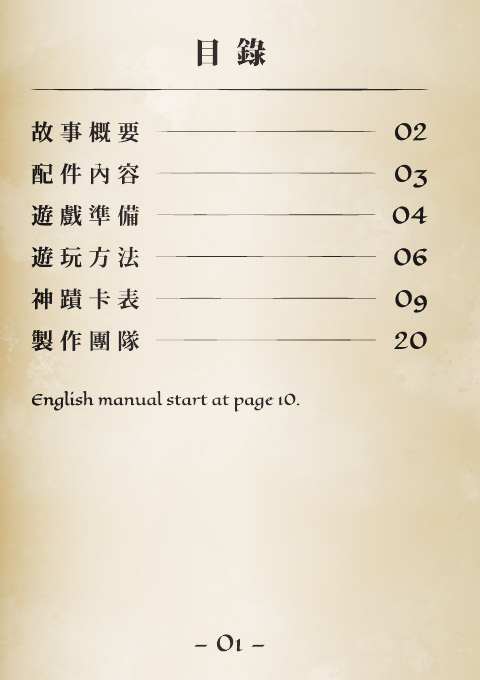 目錄
故事概要 02
配件內容 03
遊戲準備 04
遊玩方法 06
神蹟卡表 09
製作團隊 20
English manual start at page 10.
– 01 –